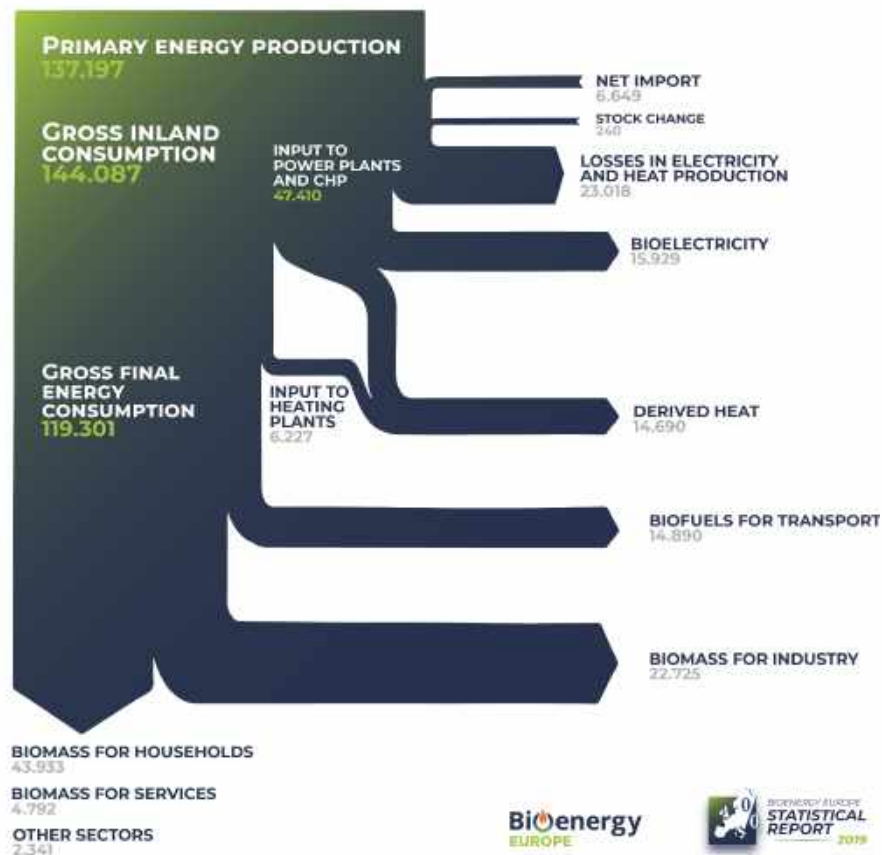 PRIMARY ENERGY PRODUCTION
137.197
GROSS INLAND
CONSUMPTION
144.087
INPUT TO
POWER PLANTS
AND CHP
47.410
NET IMPORT
6.649
STOCK CHANGE
240
LOSSES IN ELECTRICITY
AND HEAT PRODUCTION
23.018
BIOELECTRICITY
15.929
GROSS FINAL
ENERGY
CONSUMPTION
119.301
INPUT TO
HEATING
PLANTS
6.227
DERIVED HEAT
14.690
BIOFUELS FOR TRANSPORT
14.890
BIOMASS FOR INDUSTRY
22.725
BIOMASS FOR HOUSEHOLDS
43.933
BIOMASS FOR SERVICES
4.792
OTHER SECTORS
2.341
Bioenergy
EUROPE
BIOENERGY EUROPE
STATISTICAL
REPORT
2019